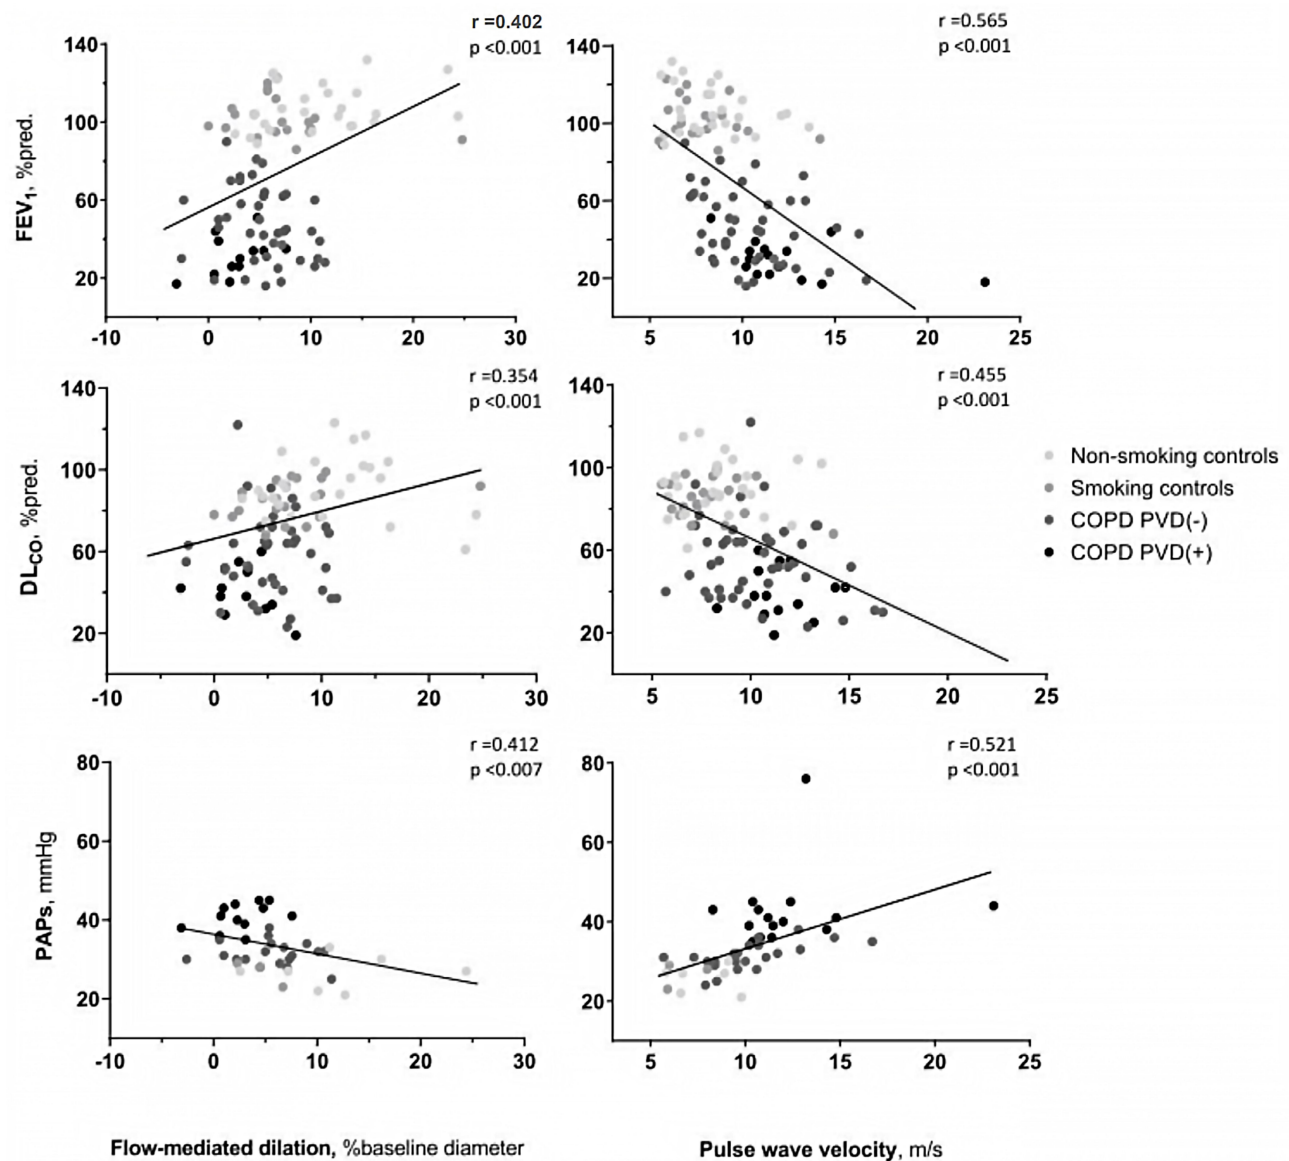 r =0.402
p <0.001
r =0.565
p <0.001
FEV1, %pred.
140
100
60
20
-10 0 10 20 30
140
100
60
20
5 10 15 20 25
r =0.354
p <0.001
r =0.455
p <0.001
DLCO, %pred.
140
100
60
20
-10 0 10 20 30
140
100
60
20
5 10 15 20 25
Non-smoking controls
Smoking controls
COPD PVD(-)
COPD PVD(+)
r =0.412
p <0.007
r =0.521
p <0.001
PAPs, mmHg
80
60
40
20
-10 0 10 20 30
80
60
40
20
5 10 15 20 25
Flow-mediated dilation, %baseline diameter
Pulse wave velocity, m/s